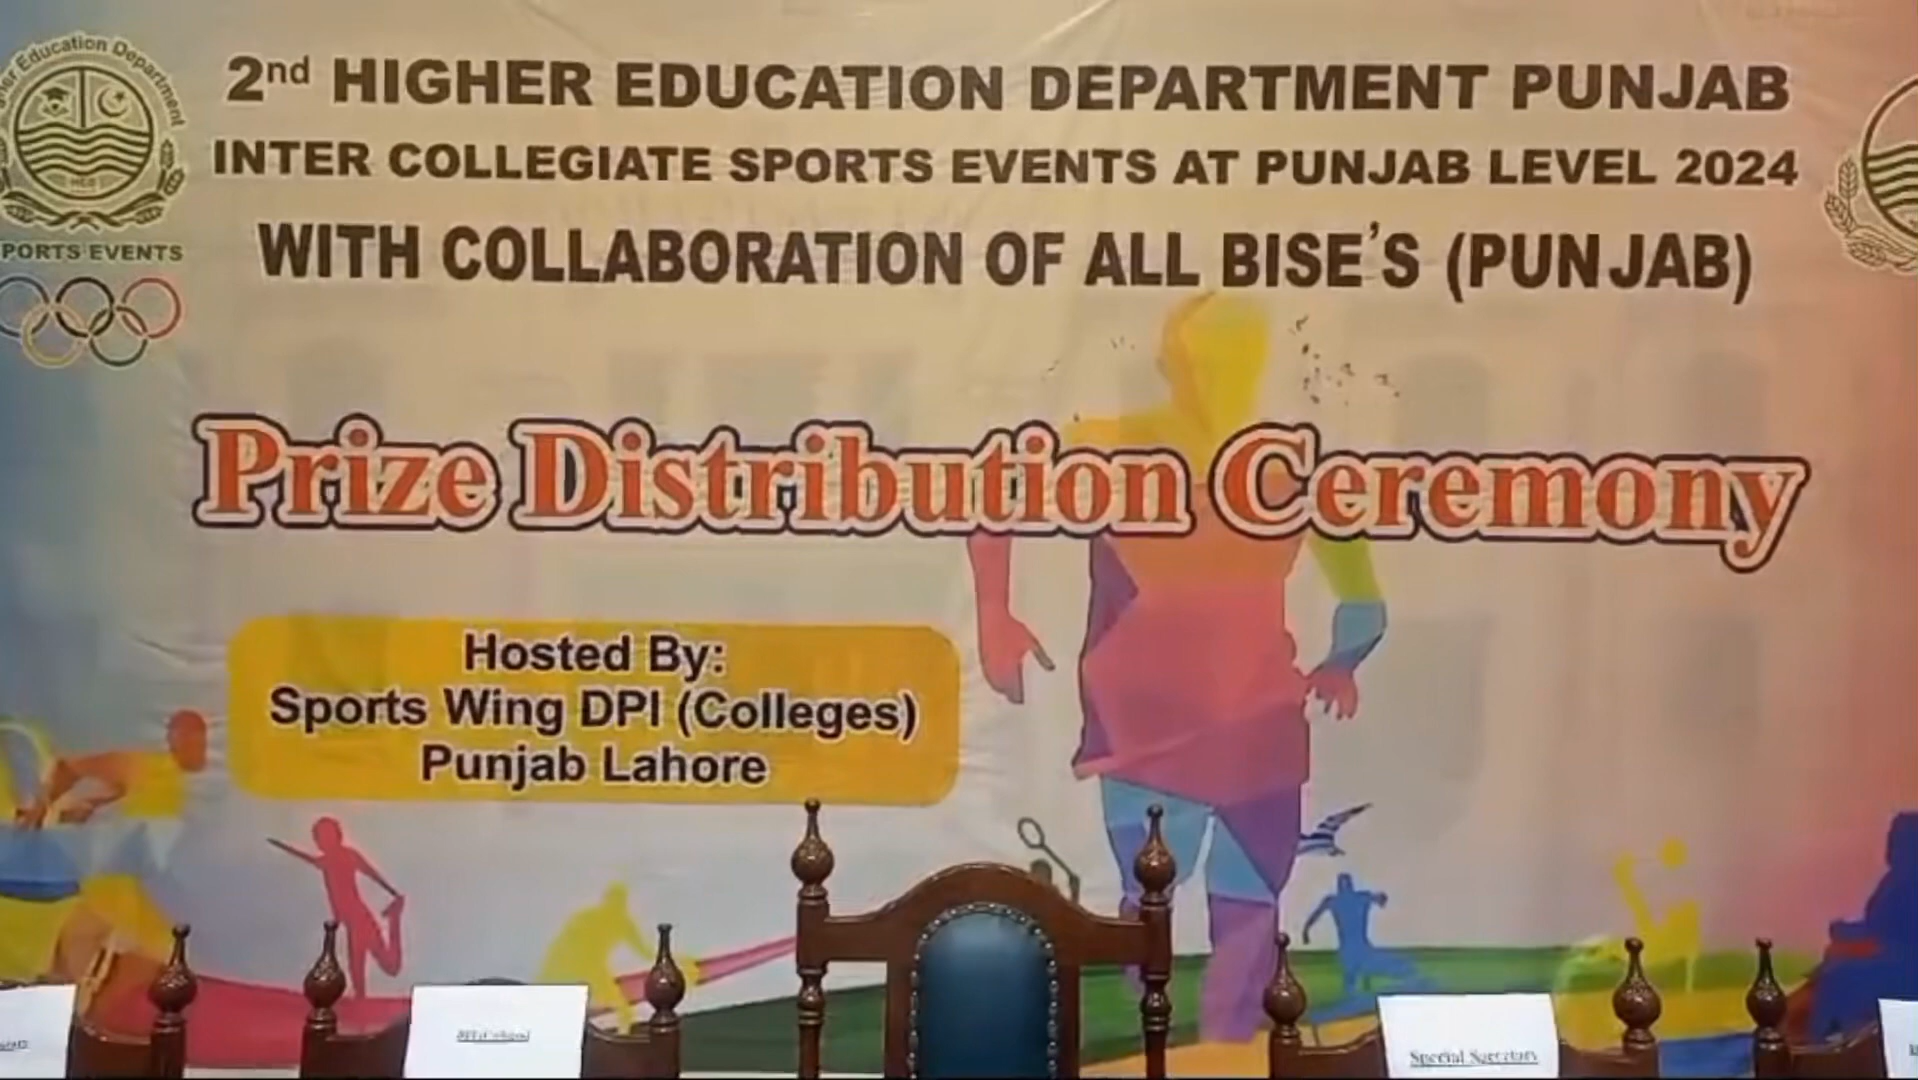 Higher Education Department
SPORTS EVENTS
2nd HIGHER EDUCATION DEPARTMENT PUNJAB
INTER COLLEGIATE SPORTS EVENTS AT PUNJAB LEVEL 2024
WITH COLLABORATION OF ALL BISE'S (PUNJAB)
Prize Distribution Ceremony
Hosted By:
Sports Wing DPI (Colleges)
Punjab Lahore
Special Secretary